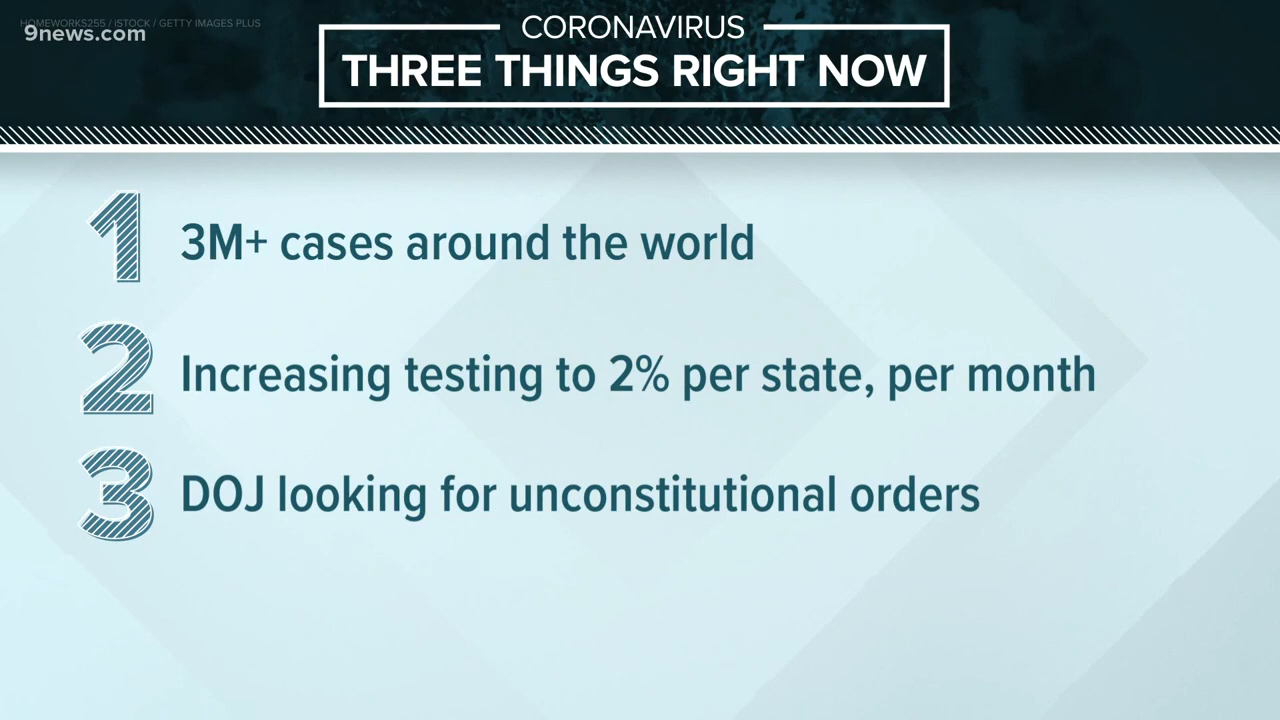 HOMEWORKS255 / ISTOCK / GETTY IMAGES PLUS
9news.com
CORONAVIRUS
THREE THINGS RIGHT NOW
1 3M+ cases around the world
2 Increasing testing to 2% per state, per month
3 DOJ looking for unconstitutional orders